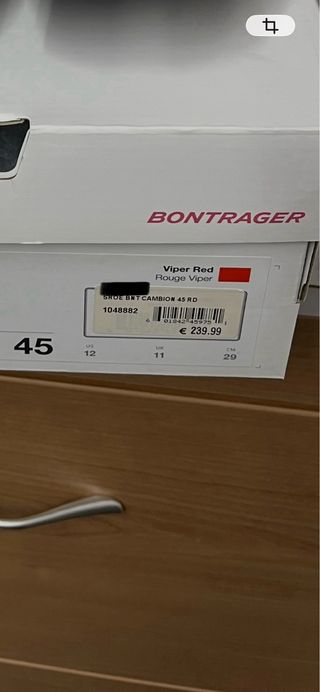 BONTRAGER
Viper Red
Rouge Viper
SHOE BNT CAMBION 45 RD
1048882
€ 239.99
45
US UK CM
12 11 29